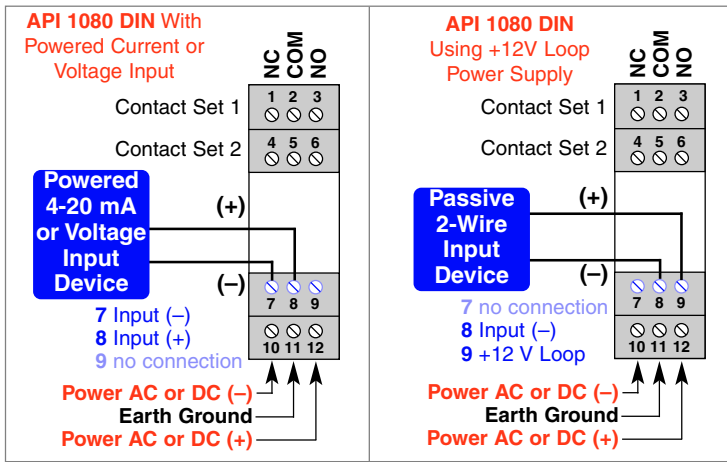 API 1080 DIN With
Powered Current or
Voltage Input
NC
COM
NO
1 2 3
Contact Set 1
4 5 6
Contact Set 2
Powered
4-20 mA
or Voltage
Input
Device
(+)
(–)
7 8 9
7 Input (–)
8 Input (+)
9 no connection
10 11 12
Power AC or DC (–)
Earth Ground
Power AC or DC (+)
API 1080 DIN
Using +12V Loop
Power Supply
NC
COM
NO
1 2 3
Contact Set 1
4 5 6
Contact Set 2
Passive
2-Wire
Input
Device
(+)
(–)
7 8 9
7 no connection
8 Input (–)
9 +12 V Loop
10 11 12
Power AC or DC (–)
Earth Ground
Power AC or DC (+)